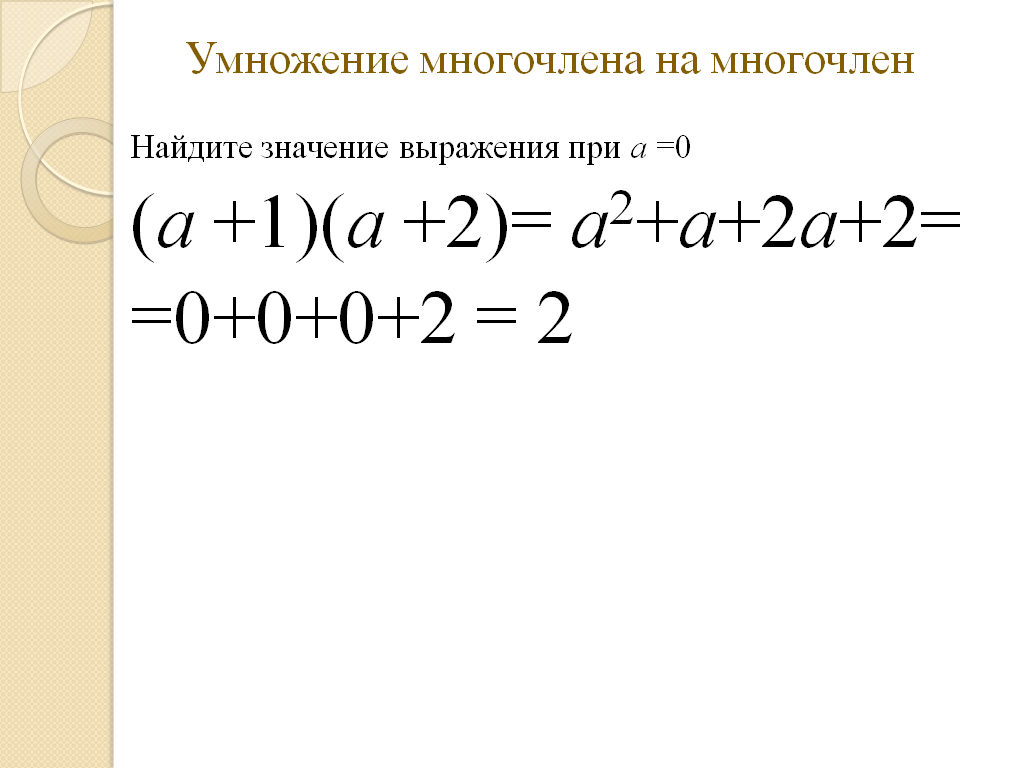 Умножение многочлена на многочлен
Найдите значение выражения при a =0
(a +1)(a +2)= a²+a+2a+2=
=0+0+0+2 = 2